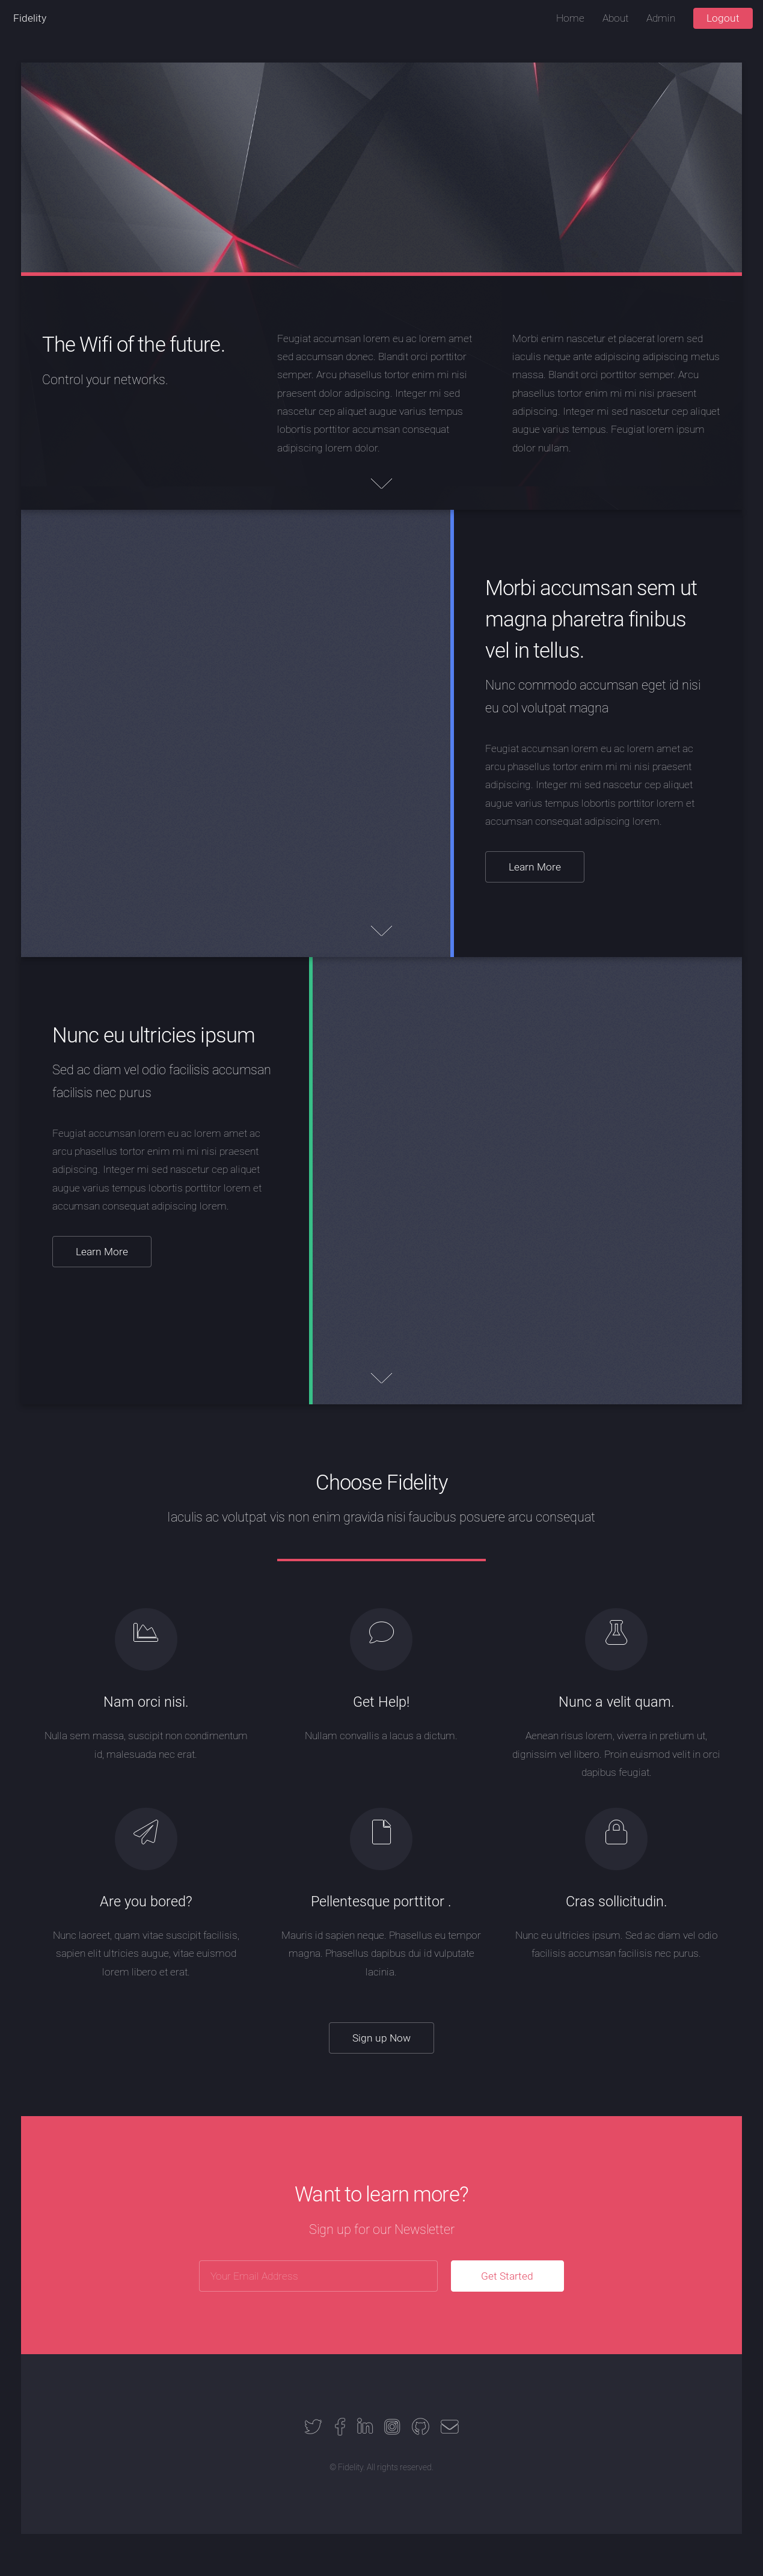 Fidelity
Home About Admin Logout
The Wifi of the future.
Control your networks.
Feugiat accumsan lorem eu ac lorem amet
sed accumsan donec. Blandit orci porttitor
semper. Arcu phasellus tortor enim mi nisi
praesent dolor adipiscing. Integer mi sed
nascetur cep aliquet augue varius tempus
lobortis porttitor accumsan consequat
adipiscing lorem dolor.
Morbi enim nascetur et placerat lorem sed
iaculis neque ante adipiscing adipiscing metus
massa. Blandit orci porttitor semper. Arcu
phasellus tortor enim mi mi nisi praesent
adipiscing. Integer mi sed nascetur cep aliquet
augue varius tempus. Feugiat lorem ipsum
dolor nullam.
Morbi accumsan sem ut
magna pharetra finibus
vel in tellus.
Nunc commodo accumsan eget id nisi
eu col volutpat magna
Feugiat accumsan lorem eu ac lorem amet ac
arcu phasellus tortor enim mi mi nisi praesent
adipiscing. Integer mi sed nascetur cep aliquet
augue varius tempus lobortis porttitor lorem et
accumsan consequat adipiscing lorem.
Learn More
Nunc eu ultricies ipsum
Sed ac diam vel odio facilisis accumsan
facilisis nec purus
Feugiat accumsan lorem eu ac lorem amet ac
arcu phasellus tortor enim mi mi nisi praesent
adipiscing. Integer mi sed nascetur cep aliquet
augue varius tempus lobortis porttitor lorem et
accumsan consequat adipiscing lorem.
Learn More
Choose Fidelity
Iaculis ac volutpat vis non enim gravida nisi faucibus posuere arcu consequat
Nam orci nisi.
Nulla sem massa, suscipit non condimentum
id, malesuada nec erat.
Get Help!
Nullam convallis a lacus a dictum.
Nunc a velit quam.
Aenean risus lorem, viverra in pretium ut,
dignissim vel libero. Proin euismod velit in orci
dapibus feugiat.
Are you bored?
Nunc laoreet, quam vitae suscipit facilisis,
sapien elit ultricies augue, vitae euismod
lorem libero et erat.
Pellentesque porttitor .
Mauris id sapien neque. Phasellus eu tempor
magna. Phasellus dapibus dui id vulputate
lacinia.
Cras sollicitudin.
Nunc eu ultricies ipsum. Sed ac diam vel odio
facilisis accumsan facilisis nec purus.
Sign up Now
Want to learn more?
Sign up for our Newsletter
Your Email Address
Get Started
© Fidelity. All rights reserved.